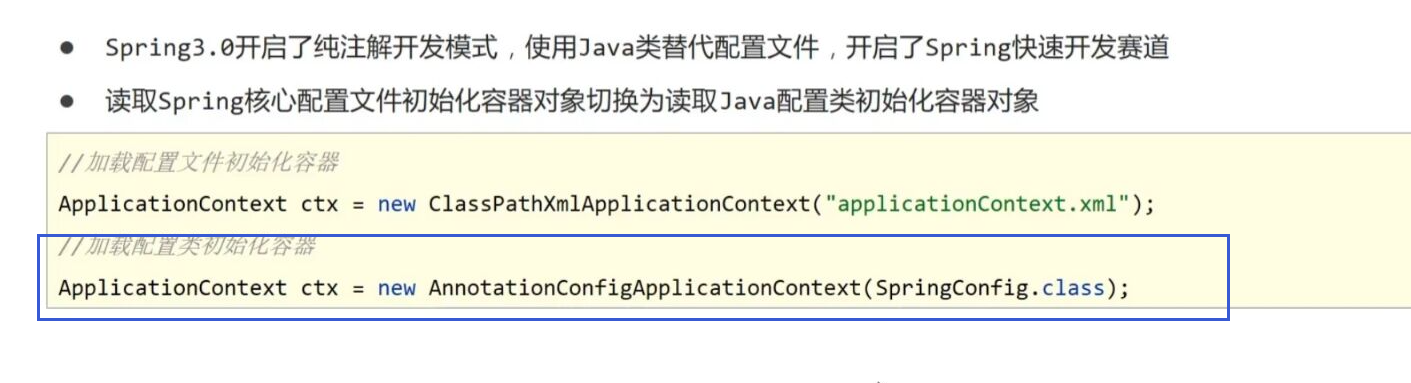 ● Spring3.0开启了纯注解开发模式，使用Java类替代配置文件，开启了Spring快速开发赛道
● 读取Spring核心配置文件初始化容器对象切换为读取Java配置类初始化容器对象
//加载配置文件初始化容器
ApplicationContext ctx = new ClassPathXmlApplicationContext("applicationContext.xml");
//加载配置类初始化容器
ApplicationContext ctx = new AnnotationConfigApplicationContext(SpringConfig.class);